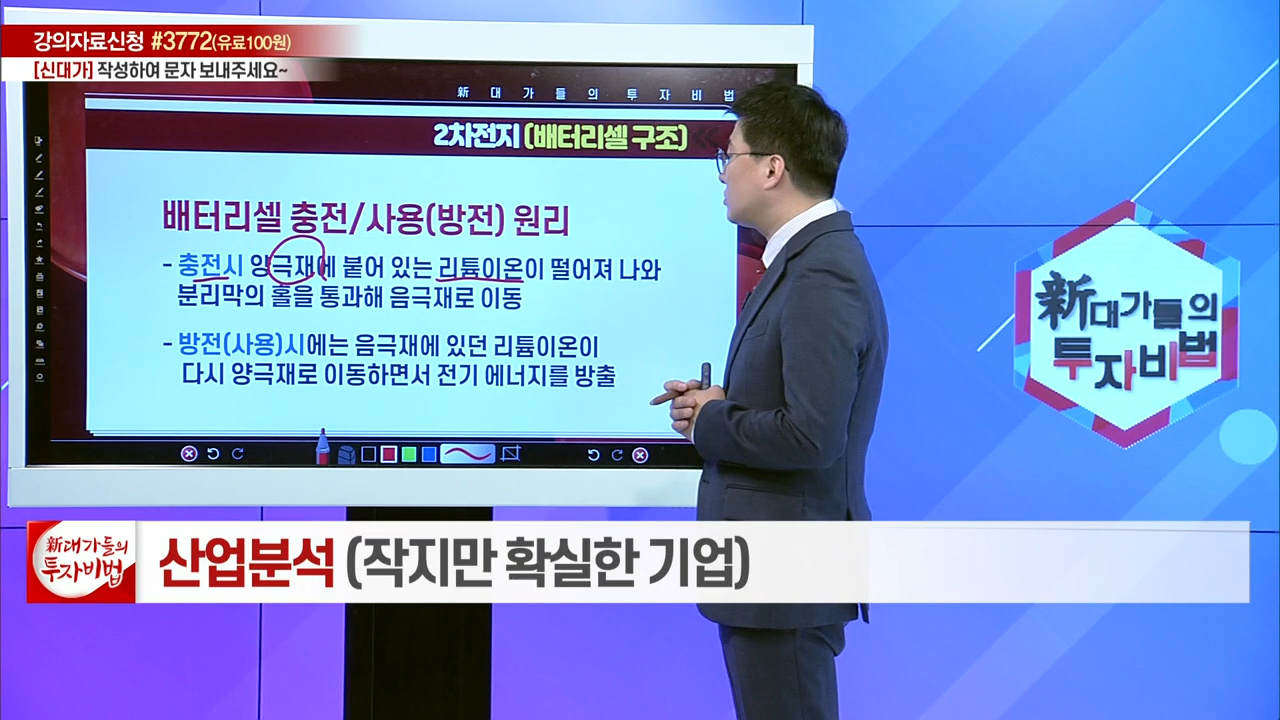 강의자료신청 #3772(유료100원)
[신대가] 작성하여 문자 보내주세요~
新대가들의 투자비법
2차전지 (배터리셀 구조)
배터리셀 충전/사용(방전) 원리
- 충전시 양극재에 붙어 있는 리튬이온이 떨어져 나와
분리막의 홀을 통과해 음극재로 이동
- 방전(사용)시에는 음극재에 있던 리튬이온이
다시 양극재로 이동하면서 전기 에너지를 방출
新대가들의
투자비법
新대가들의
투자비법
산업분석 (작지만 확실한 기업)